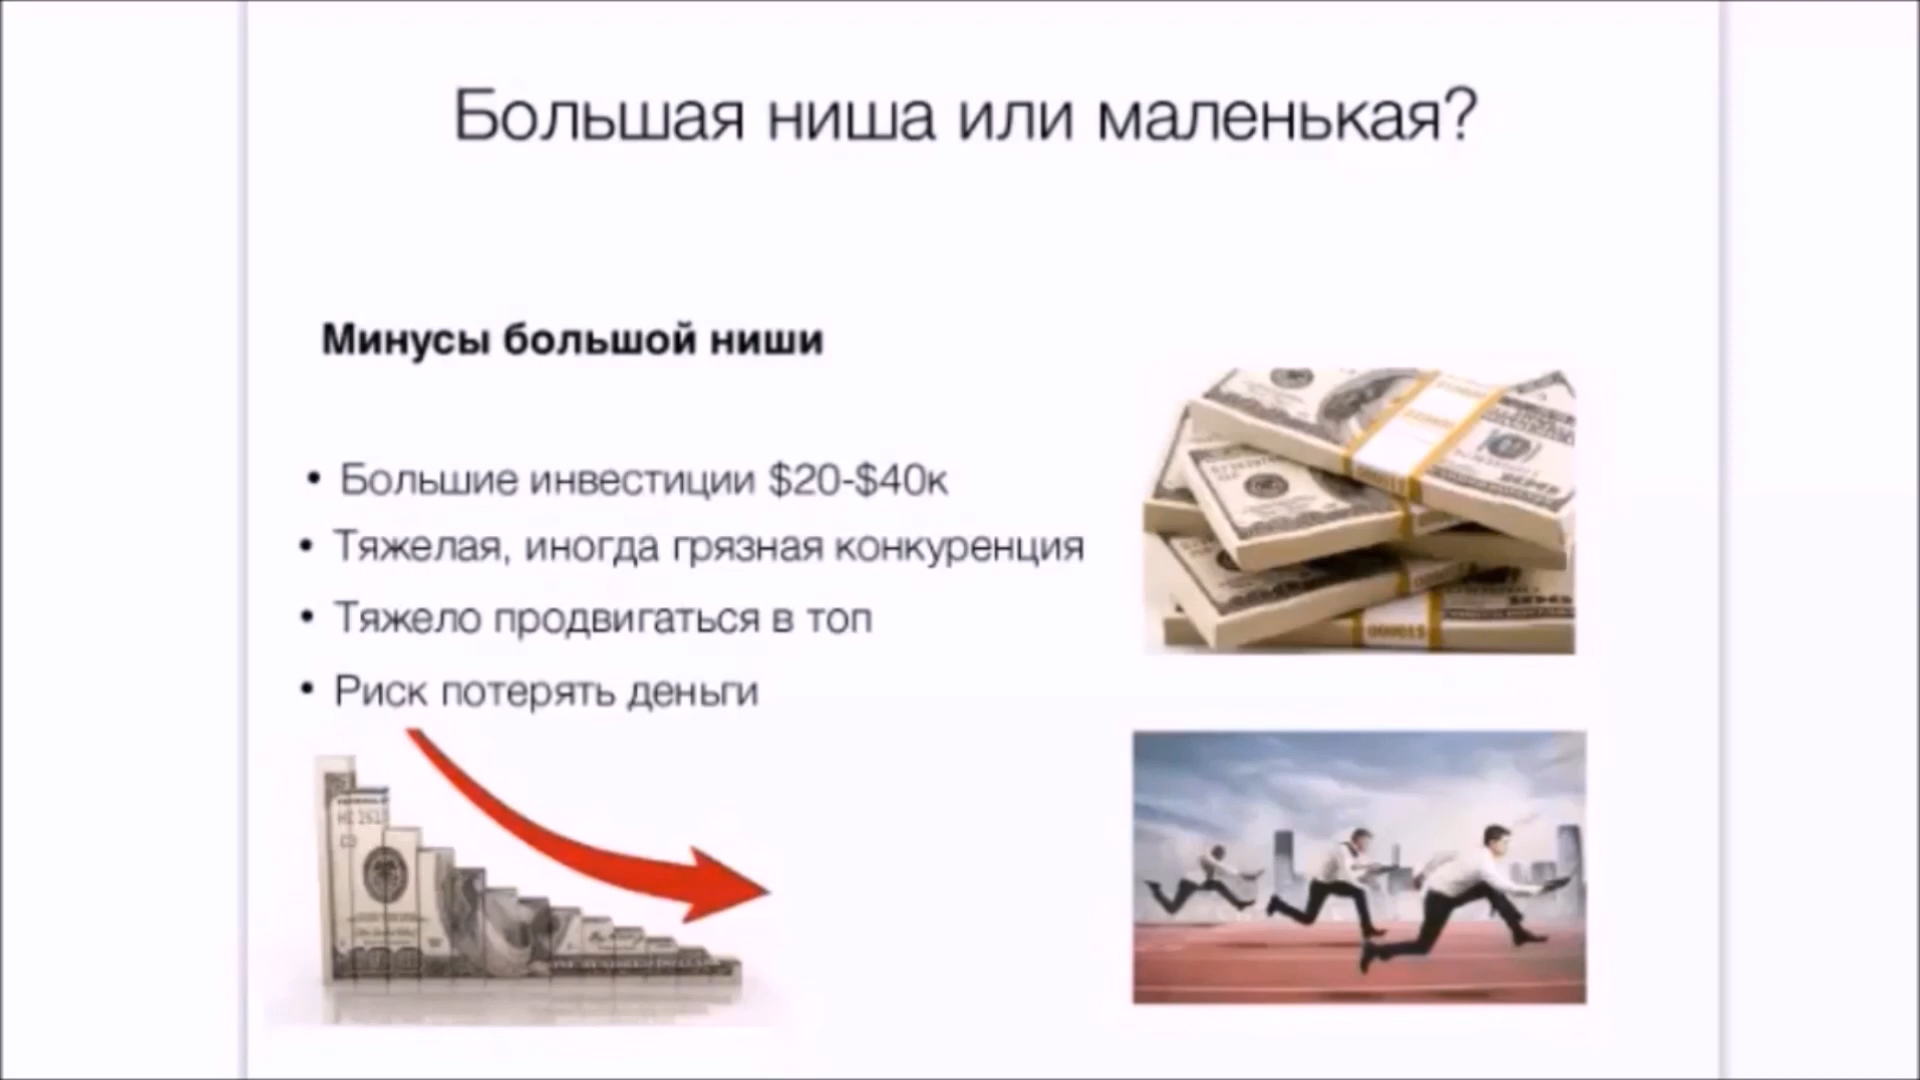 Большая ниша или маленькая?
Минусы большой ниши
• Большие инвестиции $20-$40к
• Тяжелая, иногда грязная конкуренция
• Тяжело продвигаться в топ
• Риск потерять деньги